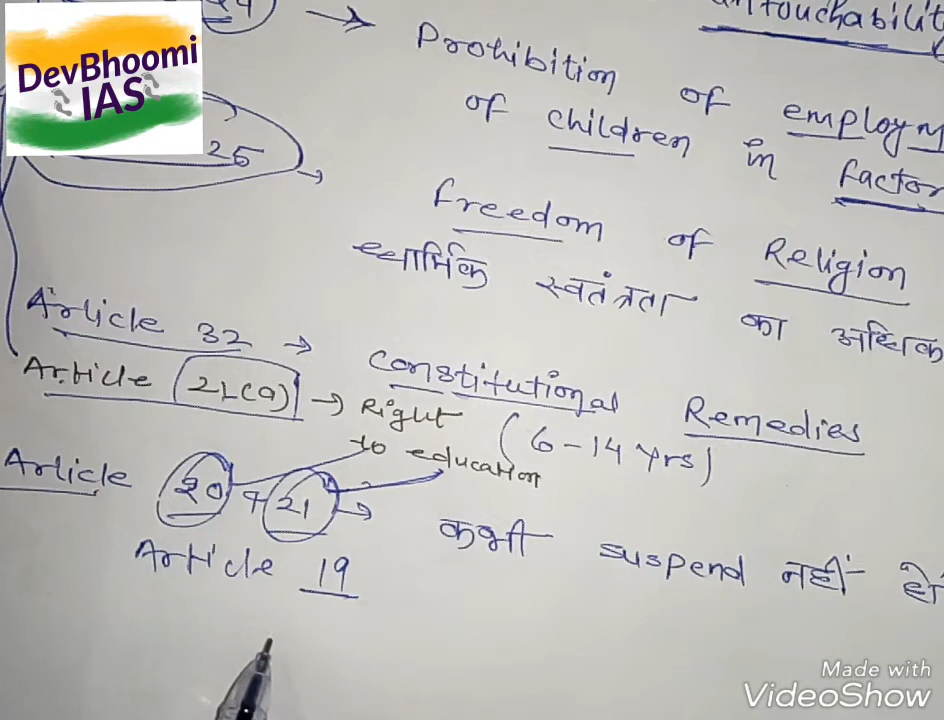 DevBhoomi
IAS
24 → Prohibition of employm
of children in factor
25 →
freedom of Religion
धार्मिक स्वतंत्रता का अधिक
Article 32 → Constitutional Remedies
Article 21(a) → Right (6-14 yrs)
to education
Article 20 + 21 → कभी suspend नहीं हो
Article 19
Made with
VideoShow